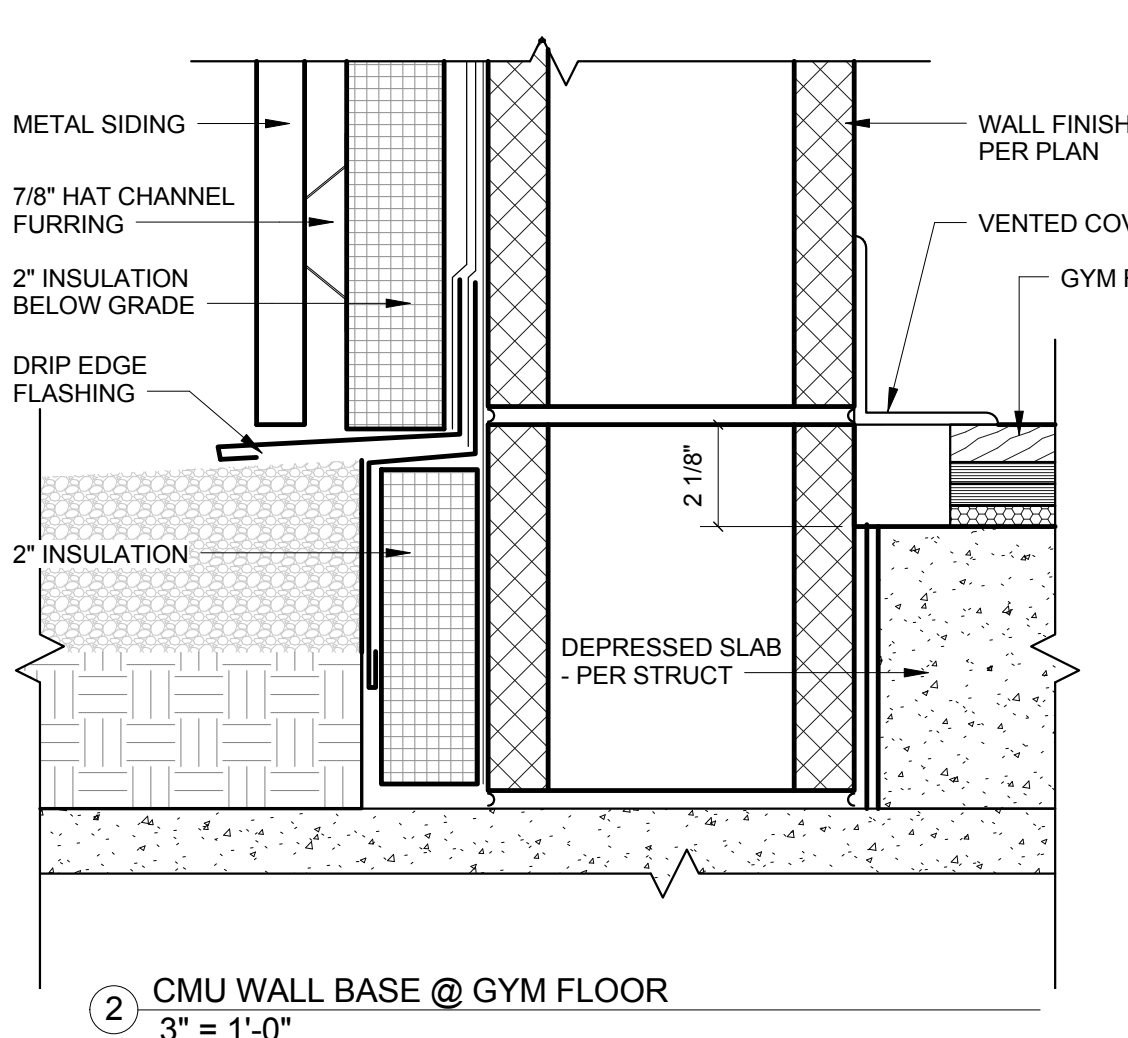 METAL SIDING
7/8" HAT CHANNEL
FURRING
2" INSULATION
BELOW GRADE
DRIP EDGE
FLASHING
2" INSULATION
WALL FINISH
PER PLAN
VENTED COV
GYM F
2 1/8"
DEPRESSED SLAB
- PER STRUCT
2
CMU WALL BASE @ GYM FLOOR
3" = 1'-0"